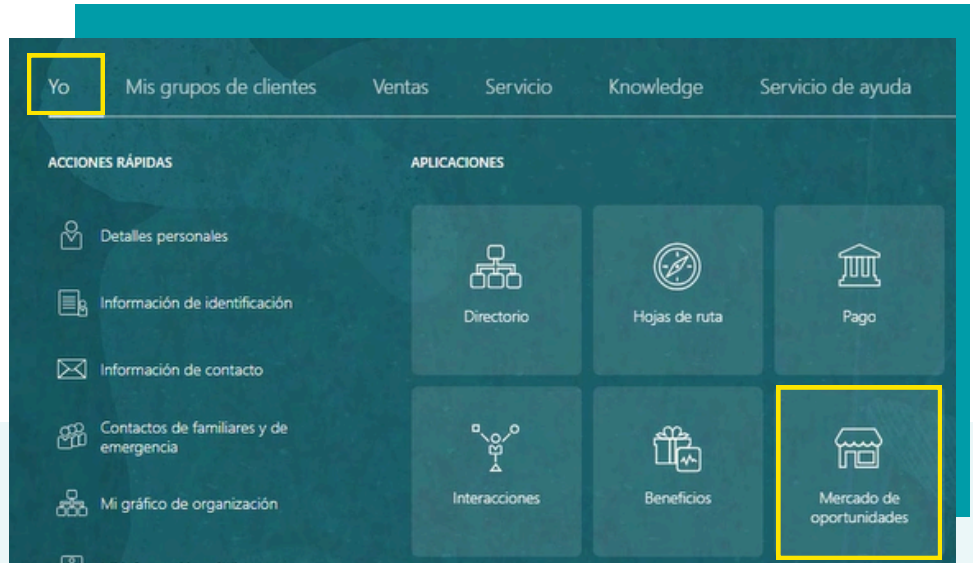 Yo Mis grupos de clientes Ventas Servicio Knowledge Servicio de ayuda
ACCIONES RÁPIDAS
Detalles personales
Información de identificación
Información de contacto
Contactos de familiares y de
emergencia
Mi gráfico de organización
APLICACIONES
Directorio
Hojas de ruta
Pago
Interacciones
Beneficios
Mercado de
oportunidades